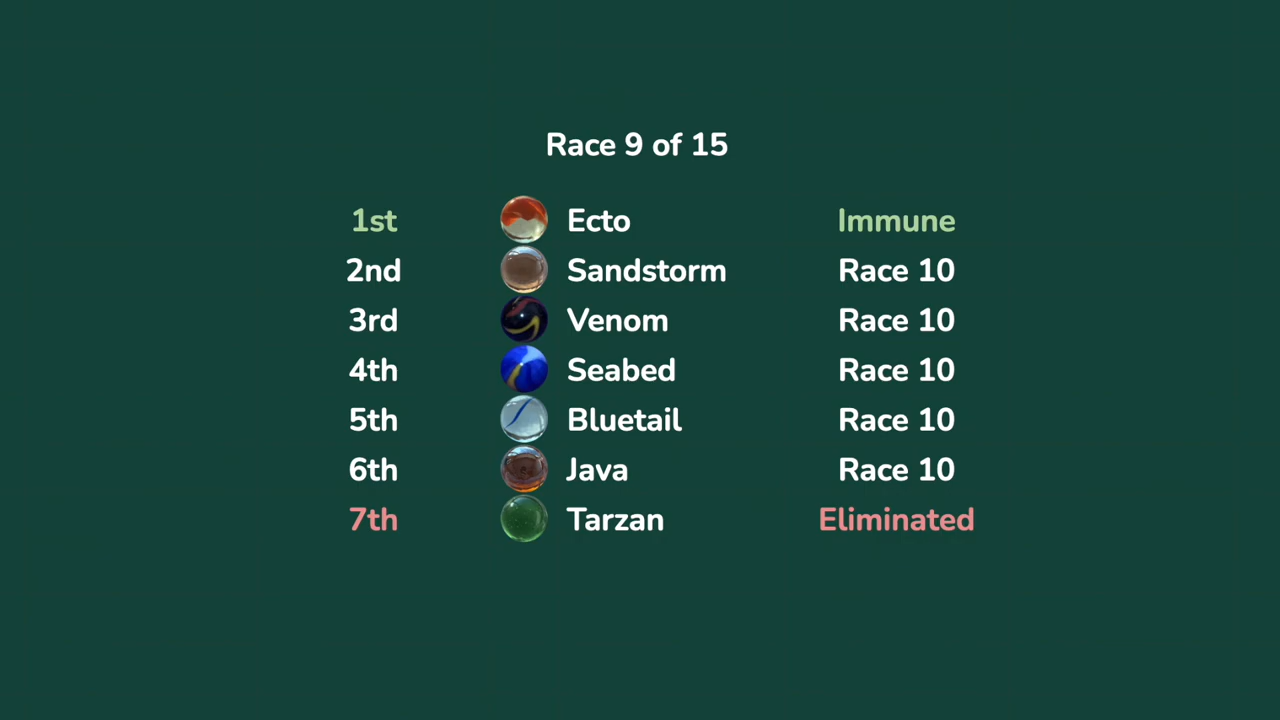 Race 9 of 15
1st Ecto Immune
2nd Sandstorm Race 10
3rd Venom Race 10
4th Seabed Race 10
5th Bluetail Race 10
6th Java Race 10
7th Tarzan Eliminated